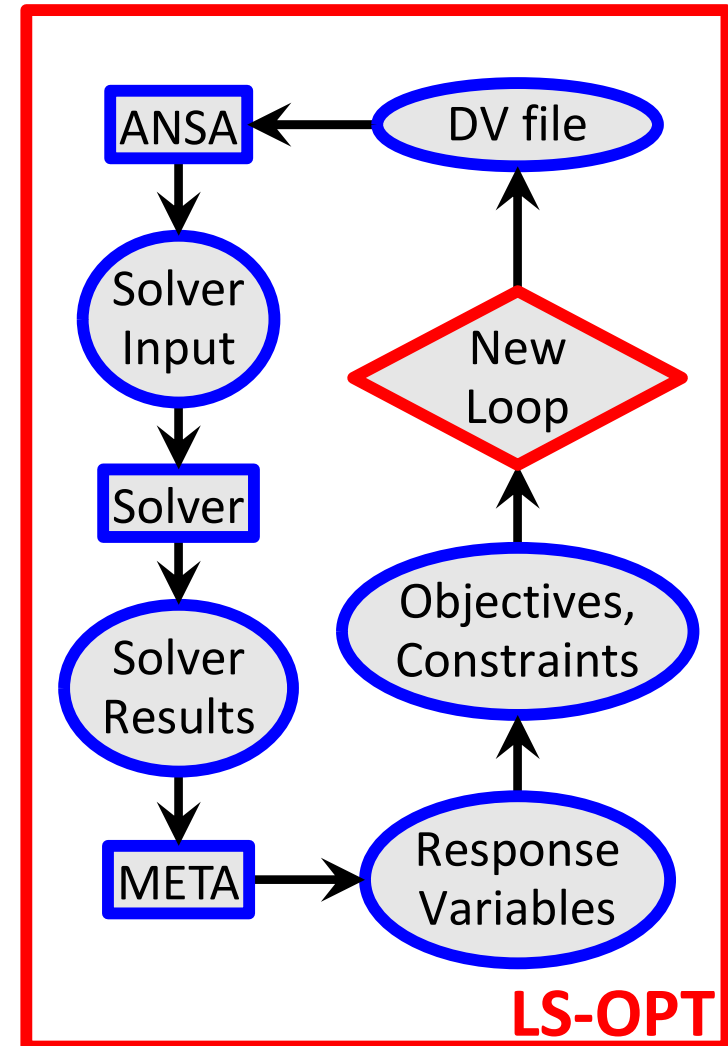 ANSA
DV file
Solver
Input
New
Loop
Solver
Objectives,
Constraints
Solver
Results
META
Response
Variables
LS-OPT